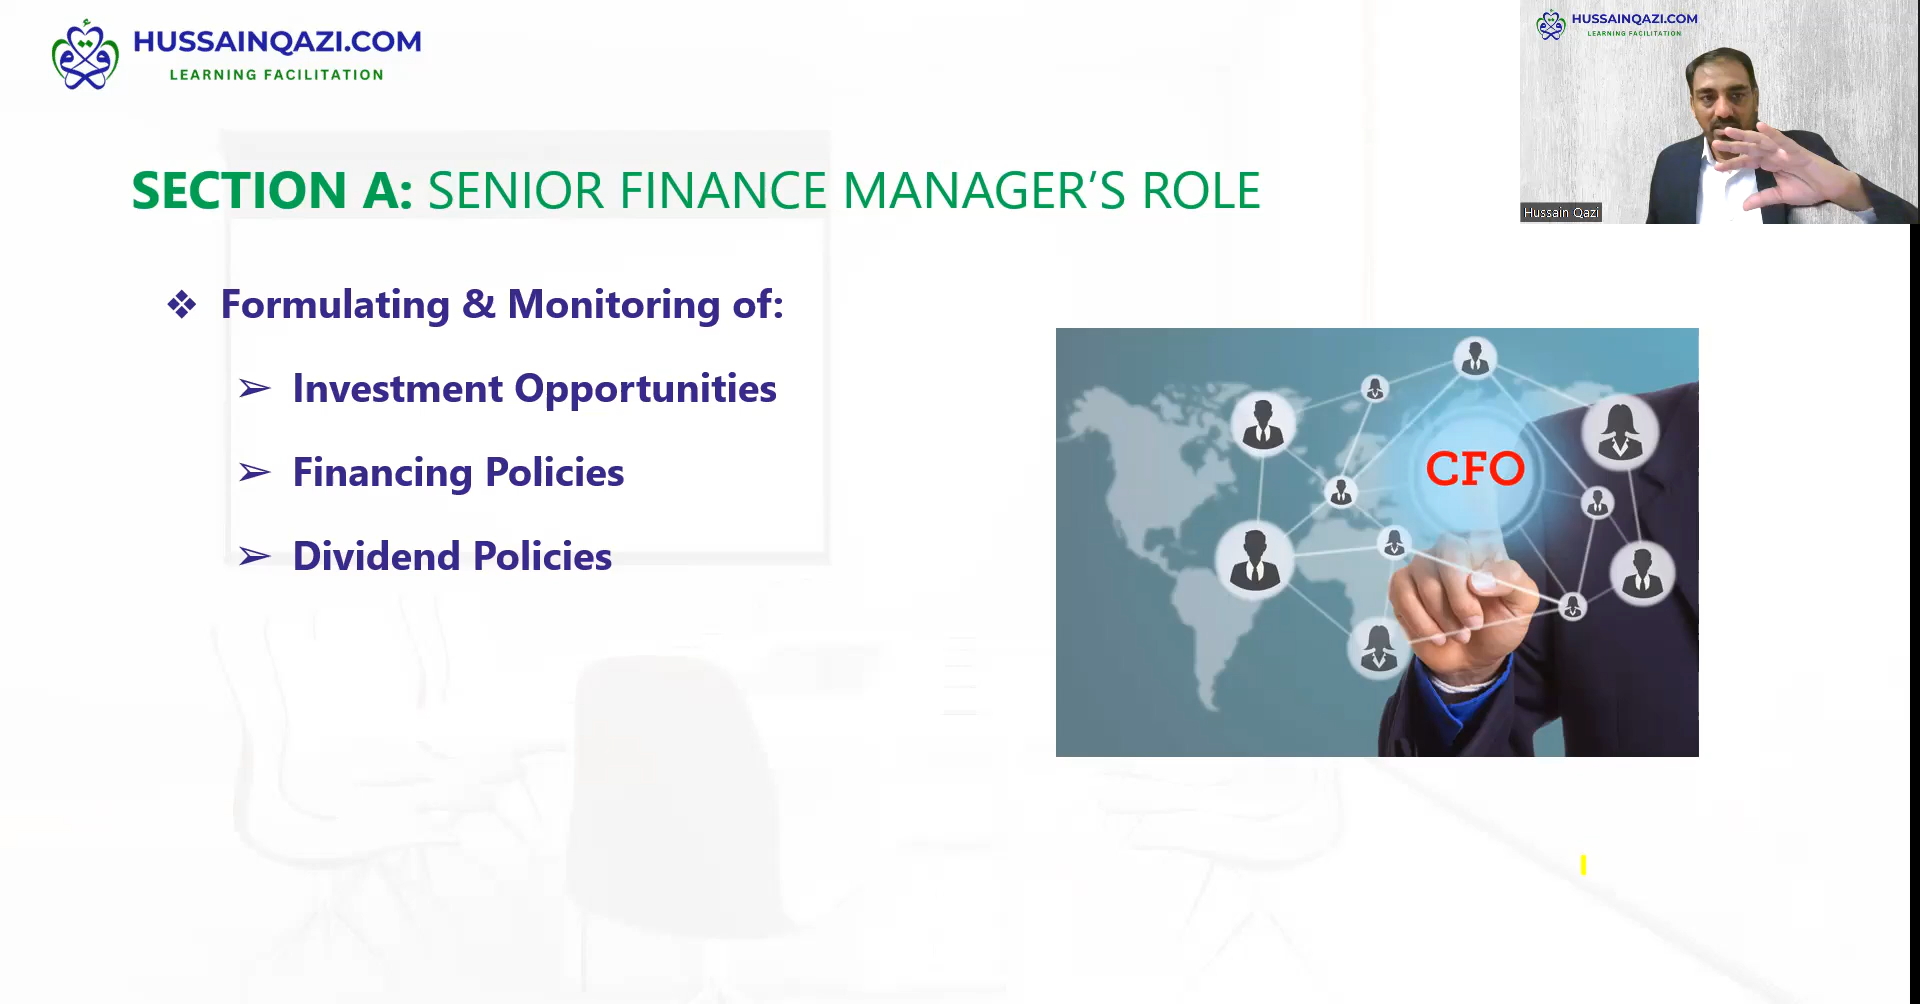 HUSSAINQAZI.COM
LEARNING FACILITATION
HUSSAINQAZI.COM
LEARNING FACILITATION
Hussain Qazi
SECTION A: SENIOR FINANCE MANAGER’S ROLE
❖ Formulating & Monitoring of:
➢ Investment Opportunities
➢ Financing Policies
➢ Dividend Policies
CFO